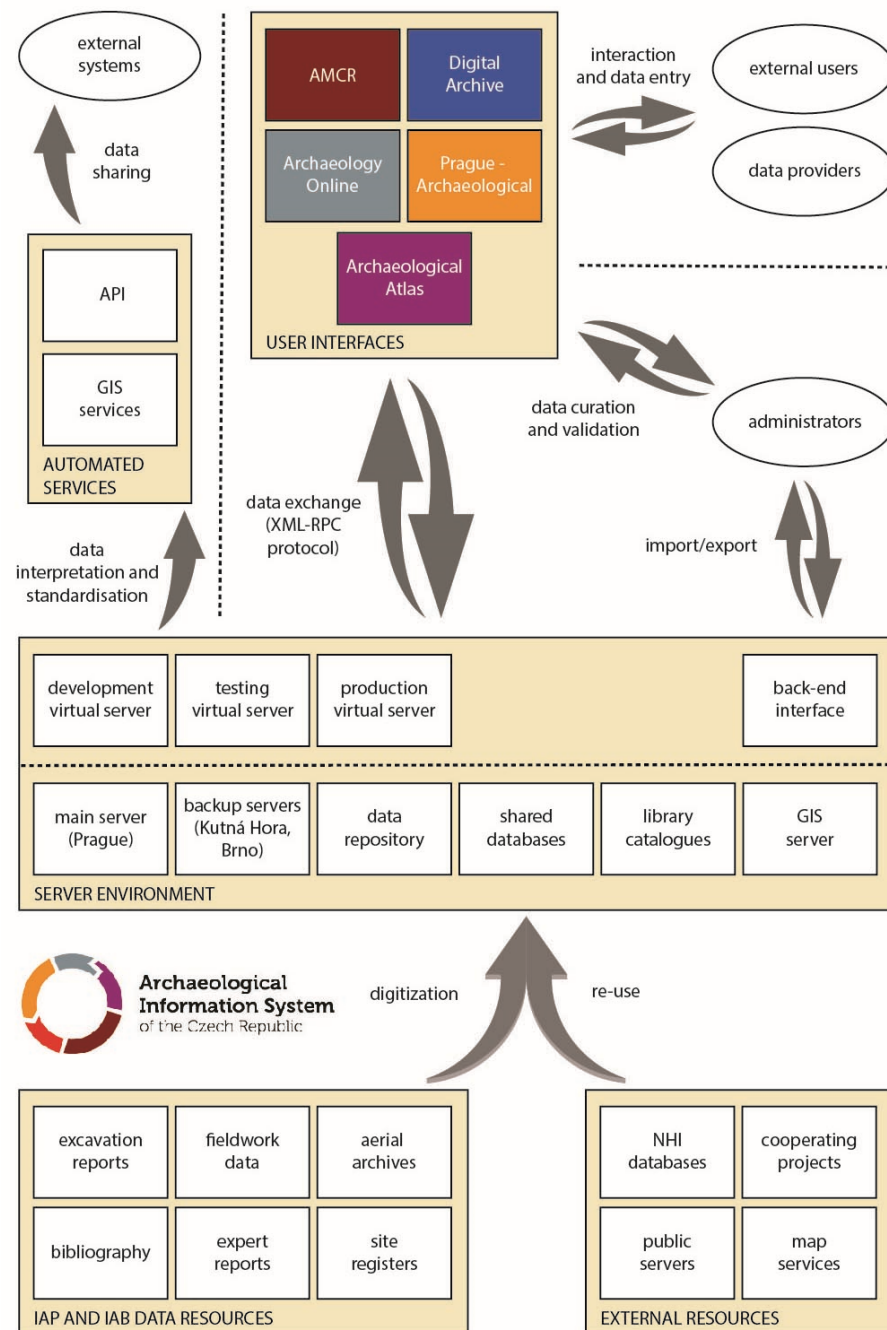 external
systems
data
sharing
API
GIS
services
AUTOMATED
SERVICES
data
interpretation and
standardisation
AMCR
Digital
Archive
Archaeology
Online
Prague -
Archaeological
Archaeological
Atlas
USER INTERFACES
interaction
and data entry
external users
data providers
data curation
and validation
administrators
data exchange
(XML-RPC
protocol)
import/export
development
virtual server
testing
virtual server
production
virtual server
back-end
interface
main server
(Prague)
backup servers
(Kutná Hora,
Brno)
data
repository
shared
databases
library
catalogues
GIS
server
SERVER ENVIRONMENT
Archaeological
Information System
of the Czech Republic
digitization
re-use
excavation
reports
fieldwork
data
aerial
archives
bibliography
expert
reports
site
registers
IAP AND IAB DATA RESOURCES
NHI
databases
cooperating
projects
public
servers
map
services
EXTERNAL RESOURCES